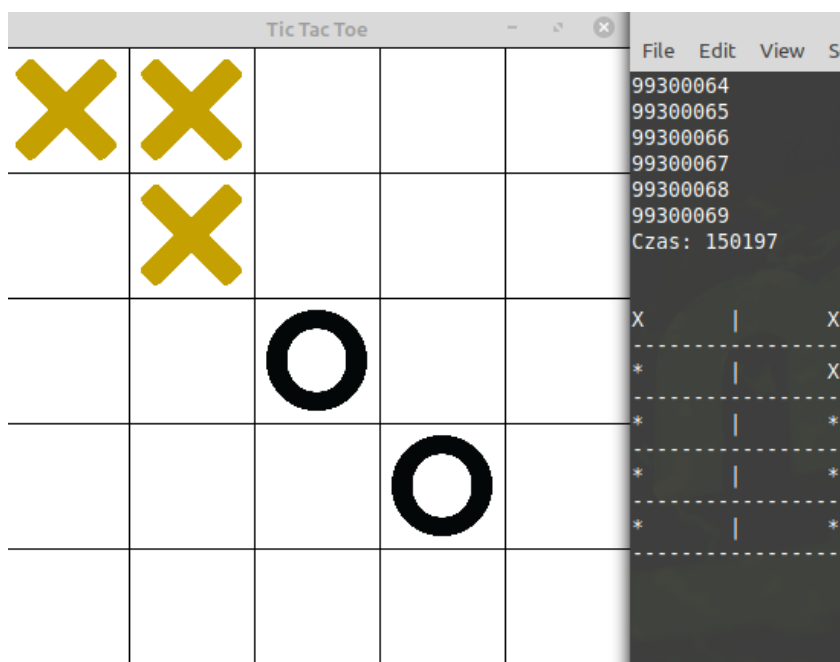 Tic Tac Toe
File Edit View S
99300064
99300065
99300066
99300067
99300068
99300069
Czas: 150197
X | X
-----------------
* | X
-----------------
* | *
-----------------
* | *
-----------------
* | *
-----------------